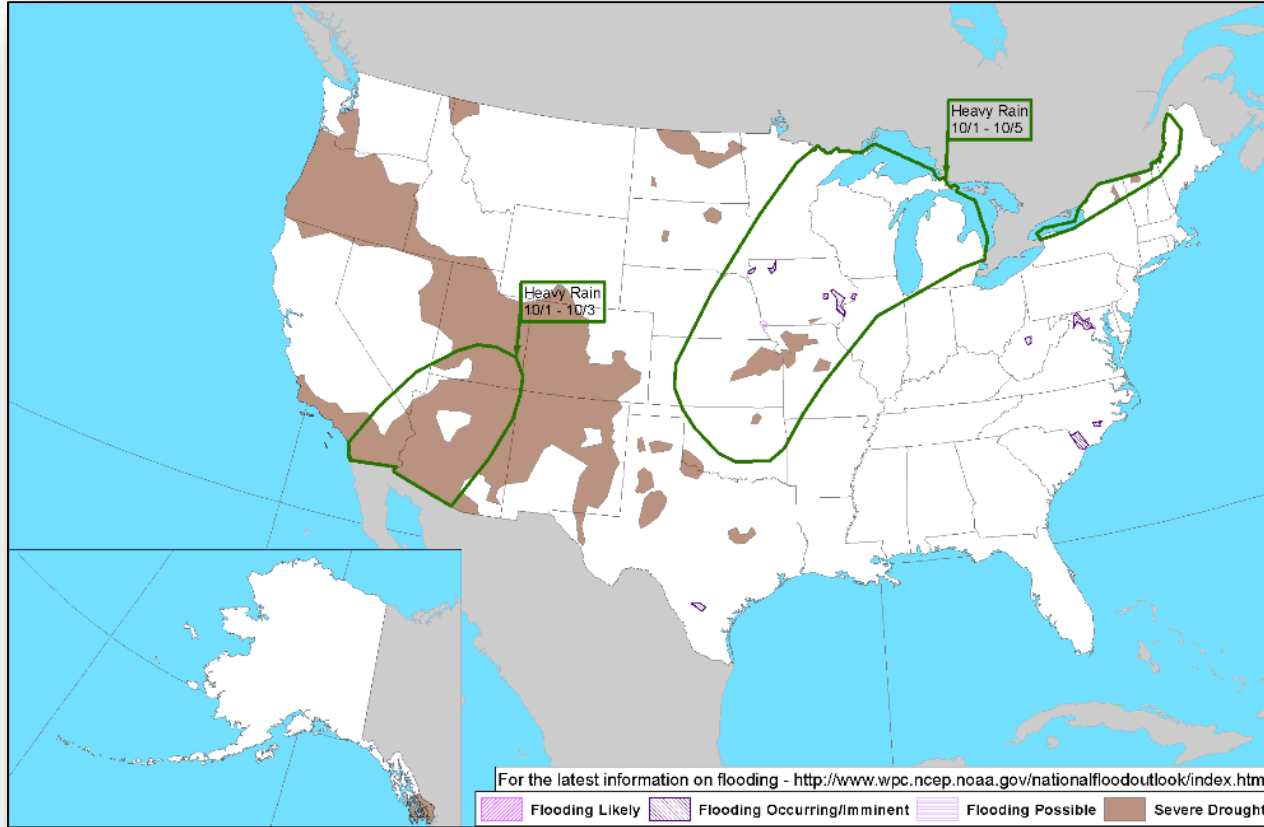 Heavy Rain
10/1 - 10/5
Heavy Rain
10/1 - 10/3
For the latest information on flooding - http://www.wpc.ncep.noaa.gov/nationalfloodoutlook/index.htm
Flooding Likely
Flooding Occurring/Imminent
Flooding Possible
Severe Drought